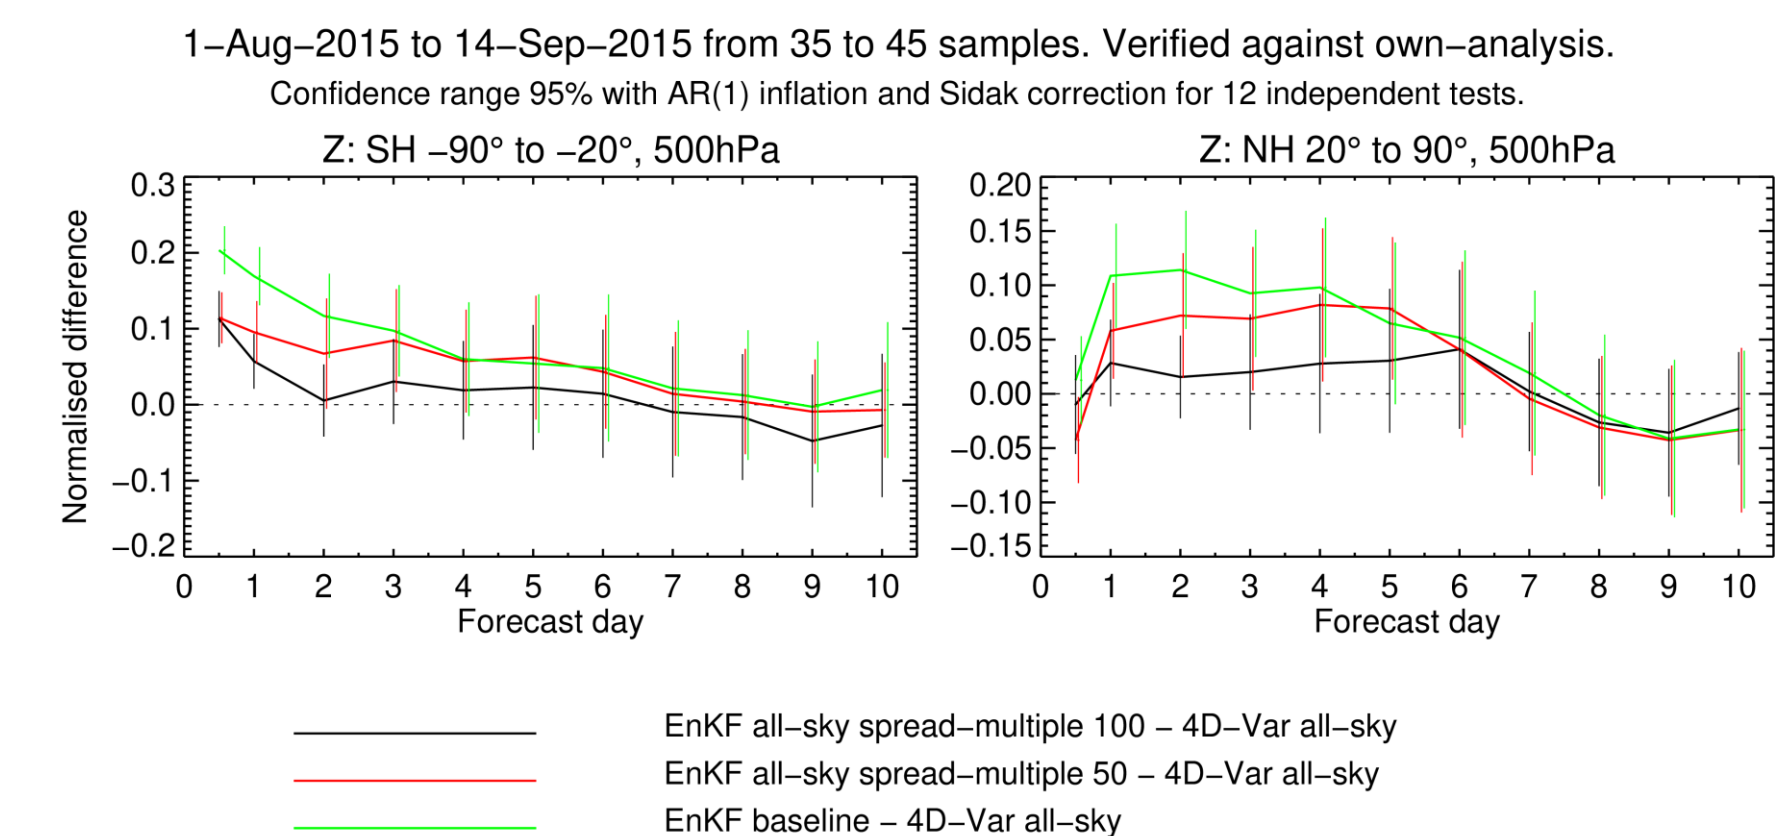 1−Aug−2015 to 14−Sep−2015 from 35 to 45 samples. Verified against own−analysis.
Confidence range 95% with AR(1) inflation and Sidak correction for 12 independent tests.
Z: SH −90° to −20°, 500hPa
0.3
0.2
0.1
0.0
−0.1
−0.2
Normalised difference
0 1 2 3 4 5 6 7 8 9 10
Forecast day
Z: NH 20° to 90°, 500hPa
0.20
0.15
0.10
0.05
0.00
−0.05
−0.10
−0.15
0 1 2 3 4 5 6 7 8 9 10
Forecast day
EnKF all−sky spread−multiple 100 − 4D−Var all−sky
EnKF all−sky spread−multiple 50 − 4D−Var all−sky
EnKF baseline − 4D−Var all−sky